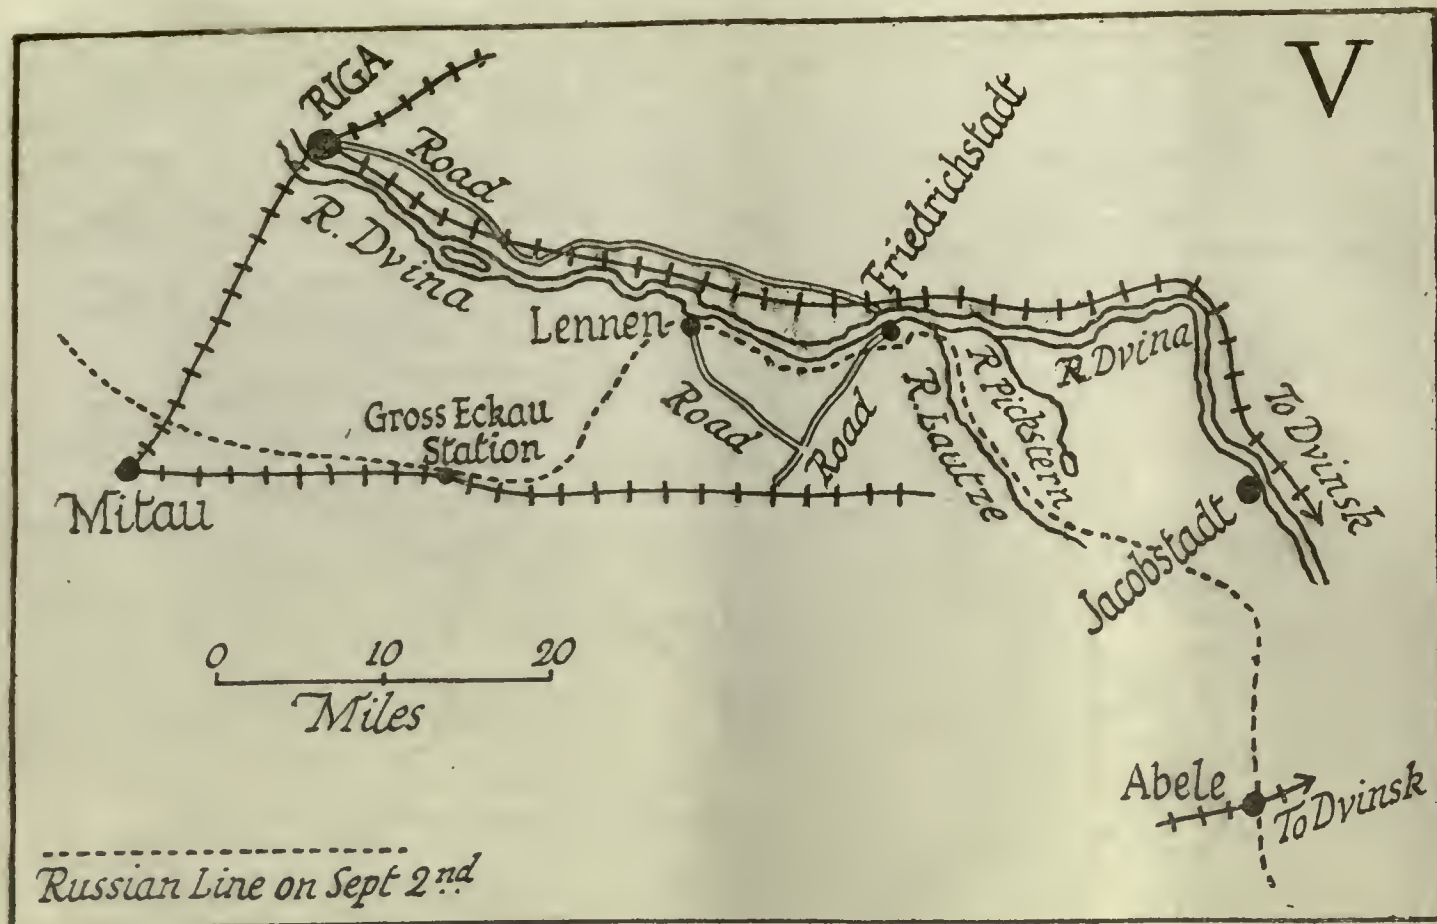 V
RIGA
Road
R. Dvina
Friedrichstadt
Lennen
Road
Road
R. Lautze
R Pickstern
R. Dvina
To Dvinsk
Gross Eckau
Station
Mitau
Jacobstadt
0 10 20
Miles
Abele
To Dvinsk
Russian Line on Sept 2nd